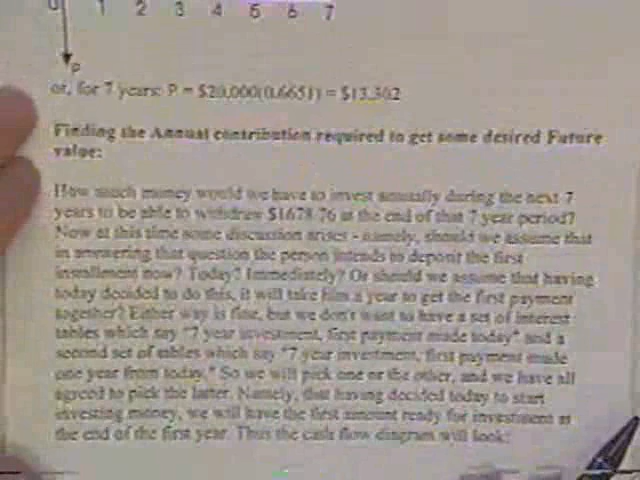 0 1 2 3 4 5 6 7
P
or, for 7 years: P = $20,000(0.6651) = $13,302
Finding the Annual contribution required to get some desired Future
value:
How much money would we have to invest annually during the next 7
years to be able to withdraw $1678.76 at the end of that 7 year period?
Now at this time some discussion arises - namely, should we assume that
in answering that question the person intends to deposit the first
installment now? Today? Immediately? Or should we assume that having
today decided to do this, it will take him a year to get the first payment
together? Either way is fine, but we don't want to have a set of interest
tables which say "7 year investment, first payment made today" and a
second set of tables which say "7 year investment, first payment made
one year from today." So we will pick one or the other, and we have all
agreed to pick the latter. Namely, that having decided today to start
investing money, we will have the first amount ready for investment at
the end of the first year. Thus the cash flow diagram will look: